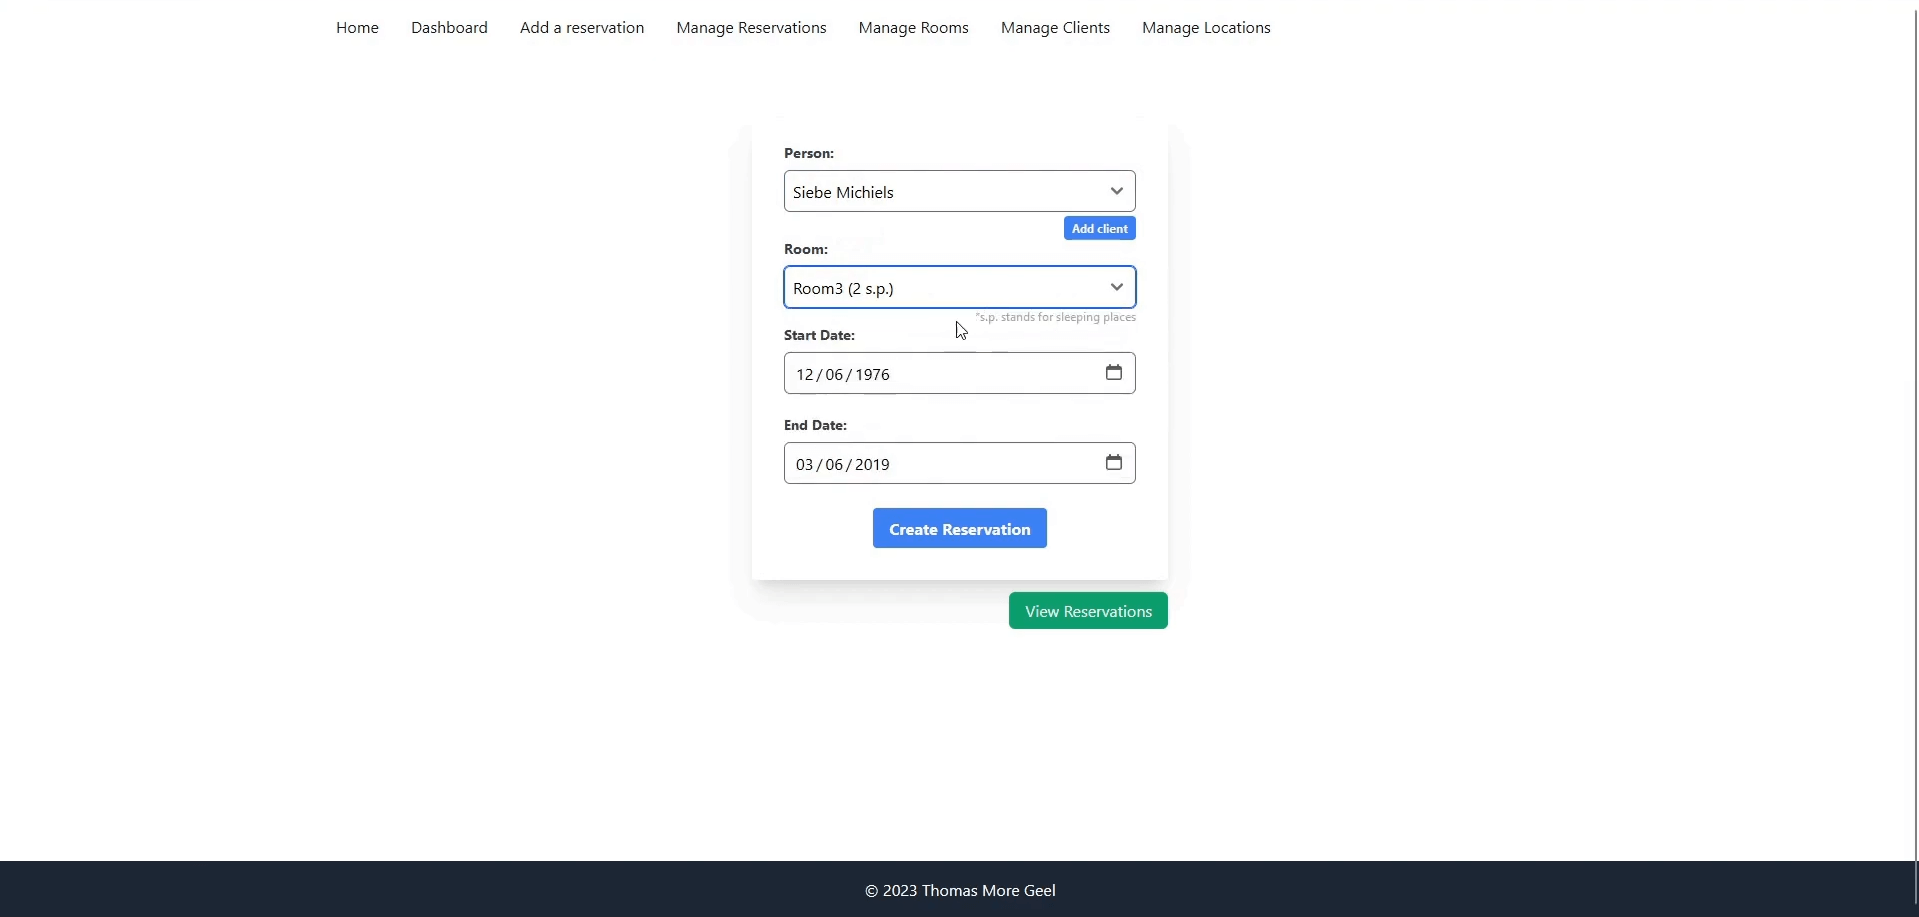 Home Dashboard Add a reservation Manage Reservations Manage Rooms Manage Clients Manage Locations
Person:
Siebe Michiels
Add client
Room:
Room3 (2 s.p.)
*s.p. stands for sleeping places
Start Date:
12/06/1976
End Date:
03/06/2019
Create Reservation
View Reservations
© 2023 Thomas More Geel